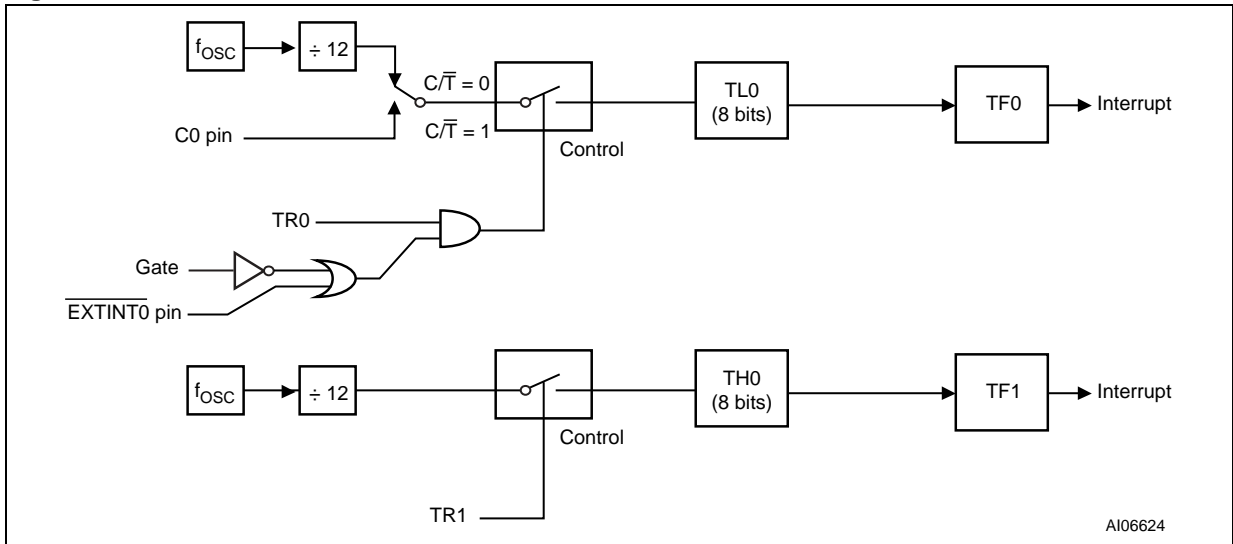 fOSC
÷ 12
C/T̅ = 0
C/T̅ = 1
C0 pin
Control
TL0
(8 bits)
TF0
Interrupt
TR0
Gate
E̅X̅T̅I̅N̅T̅0̅ pin
fOSC
÷ 12
Control
TH0
(8 bits)
TF1
Interrupt
TR1
AI06624